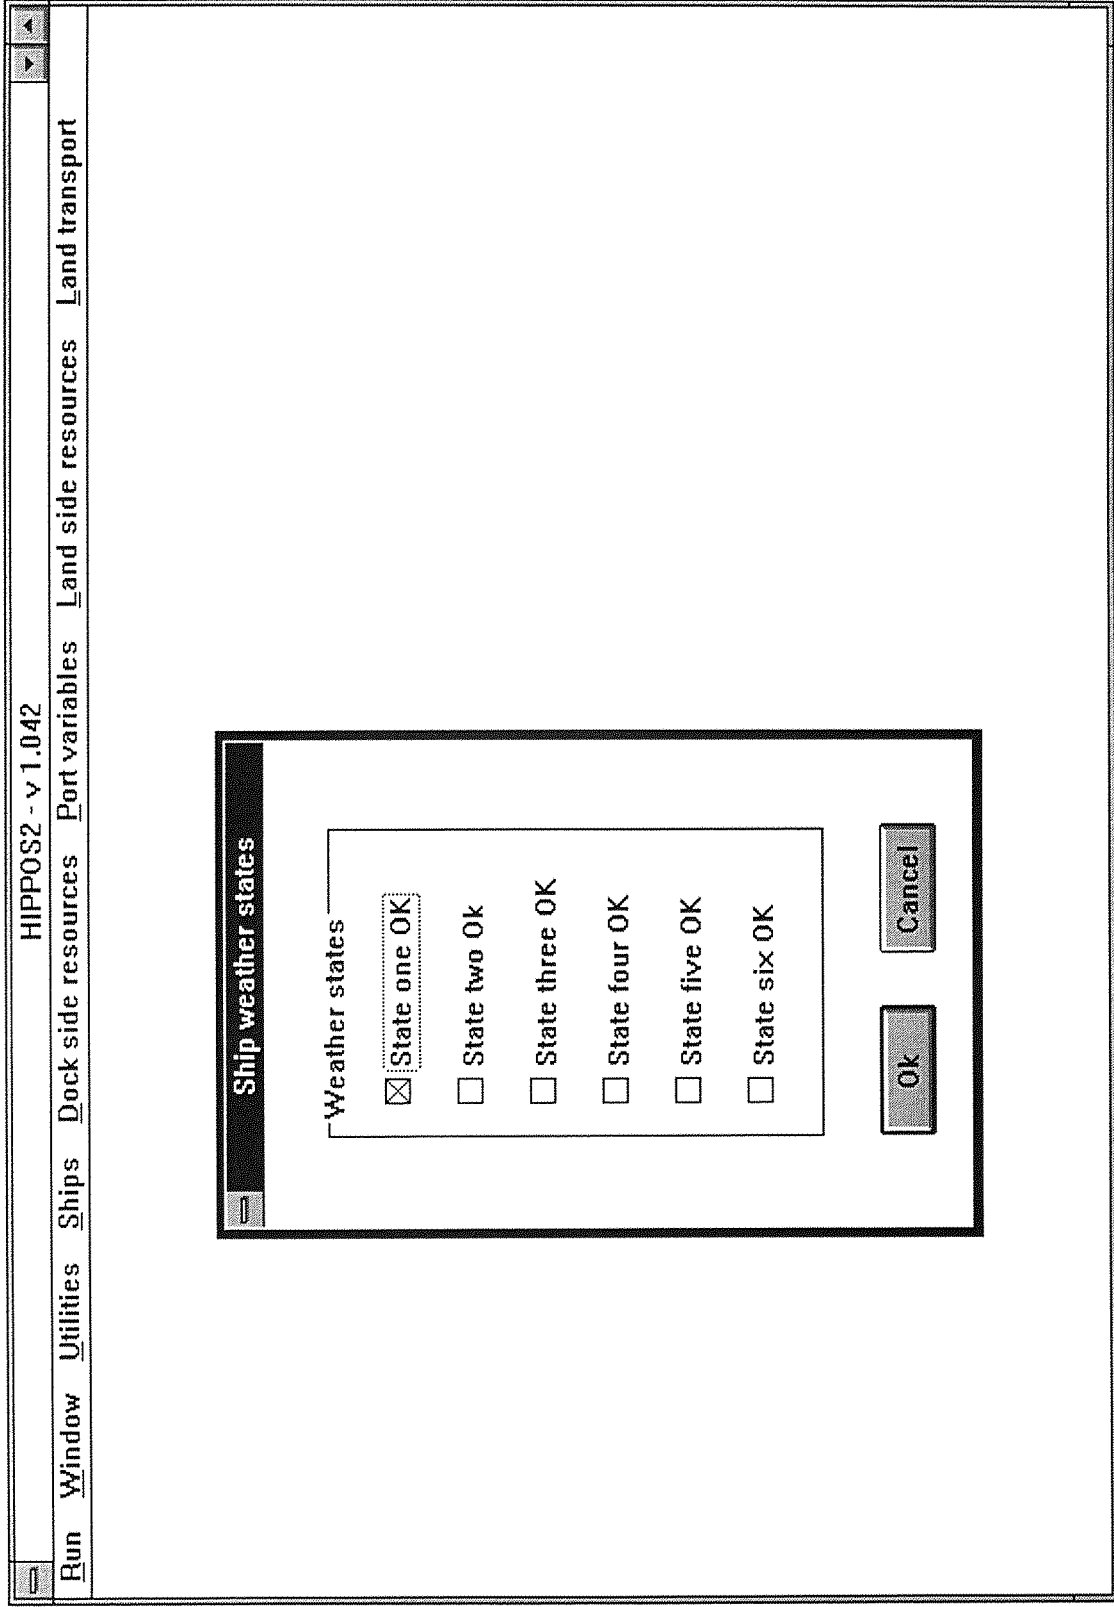 HIPPOS2 - v 1.042
Run Window Utilities Ships Dock side resources Port variables Land side resources Land transport
Ship weather states
Weather states
State one OK
State two Ok
State three OK
State four OK
State five OK
State six OK
Ok Cancel